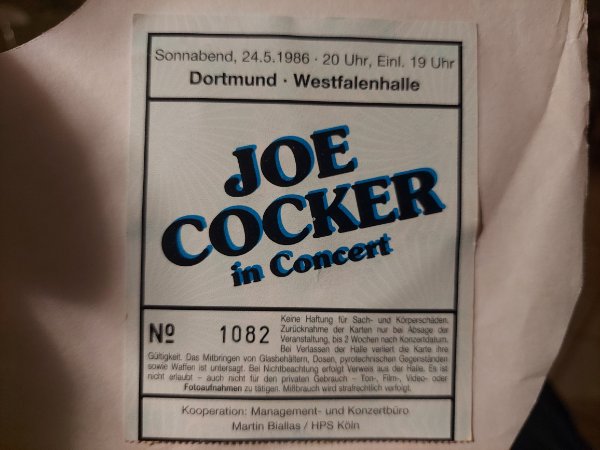 Sonnabend, 24.5.1986 · 20 Uhr, Einl. 19 Uhr
Dortmund · Westfalenhalle
JOE
COCKER
in Concert
Nº 1082
Keine Haftung für Sach- und Körperschäden.
Zurücknahme der Karten nur bei Absage der
Veranstaltung, bis 2 Wochen nach Konzertdatum.
Bei Verlassen der Halle verliert die Karte ihre
Gültigkeit. Das Mitbringen von Glasbehältern, Dosen, pyrotechnischen Gegenständen
sowie Waffen ist untersagt. Bei Nichtbeachtung erfolgt Verweis aus der Halle. Es ist
nicht erlaubt – auch nicht für den privaten Gebrauch – Ton-, Film-, Video- oder
Fotoaufnahmen zu tätigen. Mißbrauch wird strafrechtlich verfolgt.
Kooperation: Management- und Konzertbüro
Martin Biallas / HPS Köln